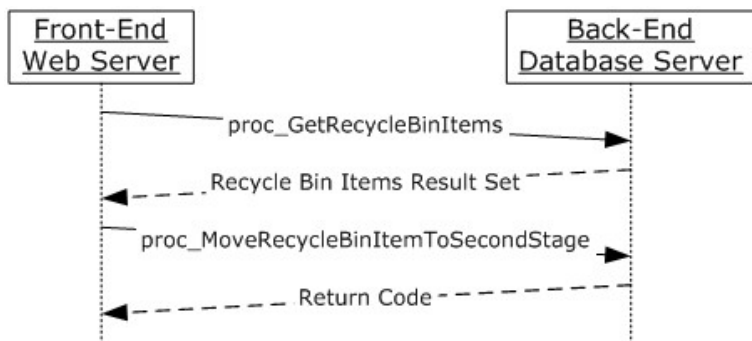 Front-End
Web Server
Back-End
Database Server
proc_GetRecycleBinItems
Recycle Bin Items Result Set
proc_MoveRecycleBinItemToSecondStage
Return Code